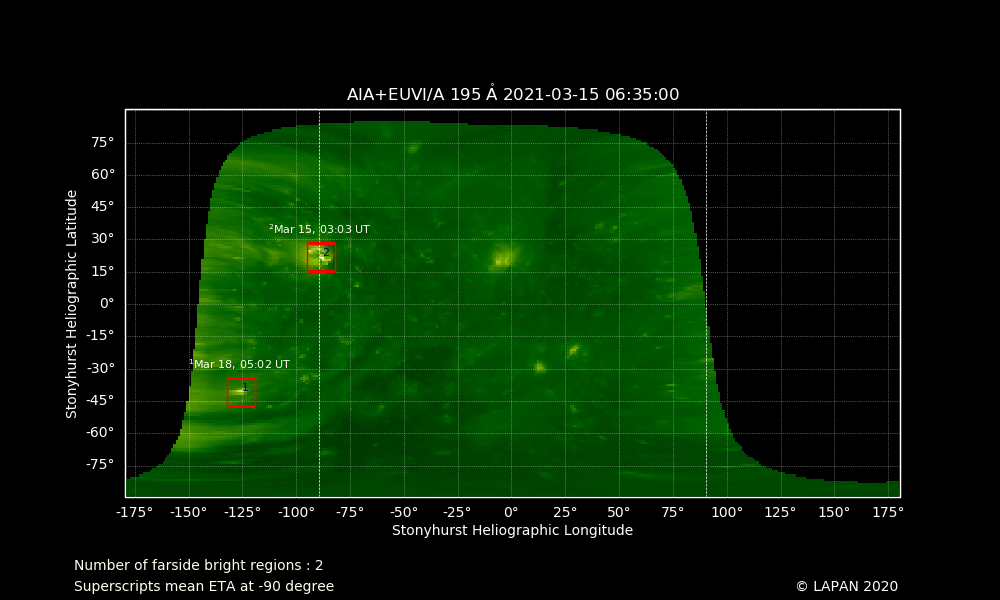 AIA+EUVI/A 195 Å 2021-03-15 06:35:00
Stonyhurst Heliographic Latitude
75°
60°
45°
30°
15°
0°
-15°
-30°
-45°
-60°
-75°
²Mar 15, 03:03 UT
2
¹Mar 18, 05:02 UT
1
-175° -150° -125° -100° -75° -50° -25° 0° 25° 50° 75° 100° 125° 150° 175°
Stonyhurst Heliographic Longitude
Number of farside bright regions : 2
Superscripts mean ETA at -90 degree
© LAPAN 2020